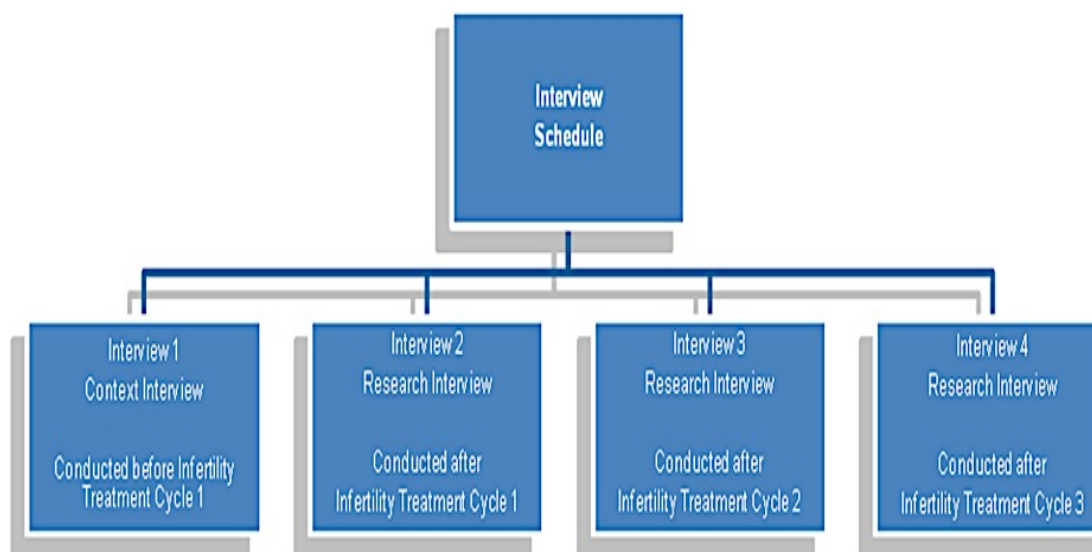 Interview
Schedule
Interview 1
Context Interview
Conducted before Infertility
Treatment Cycle 1
Interview 2
Research Interview
Conducted after
Infertility Treatment Cycle 1
Interview 3
Research Interview
Conducted after
Infertility Treatment Cycle 2
Interview 4
Research Interview
Conducted after
Infertility Treatment Cycle 3